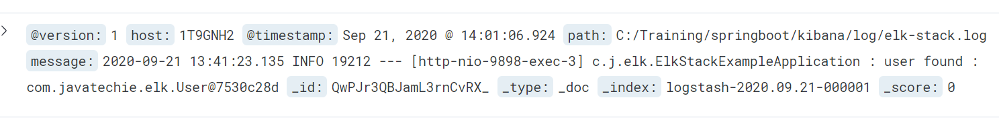 @version: 1 host: 1T9GNH2 @timestamp: Sep 21, 2020 @ 14:01:06.924 path: C:/Training/springboot/kibana/log/elk-stack.log
message: 2020-09-21 13:41:23.135 INFO 19212 --- [http-nio-9898-exec-3] c.j.elk.ElkStackExampleApplication : user found :
com.javatechie.elk.User@7530c28d _id: QwPJr3QBJamL3rnCvRX_ _type: _doc _index: logstash-2020.09.21-000001 _score: 0